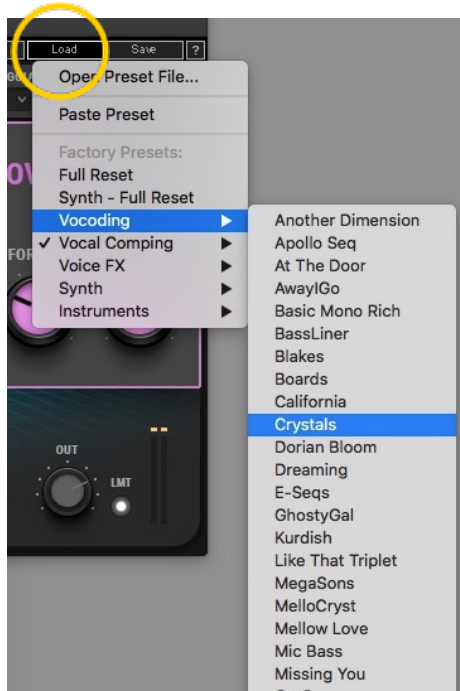 Load Save ?
Open Preset File...
Paste Preset
Factory Presets:
Full Reset
Synth - Full Reset
Vocoding
Vocal Comping
Voice FX
Synth
Instruments
Another Dimension
Apollo Seq
At The Door
AwayIGo
Basic Mono Rich
BassLiner
Blakes
Boards
California
Crystals
Dorian Bloom
Dreaming
E-Seqs
GhostyGal
Kurdish
Like That Triplet
MegaSons
MelloCryst
Mellow Love
Mic Bass
Missing You
FOR
OUT
LMT